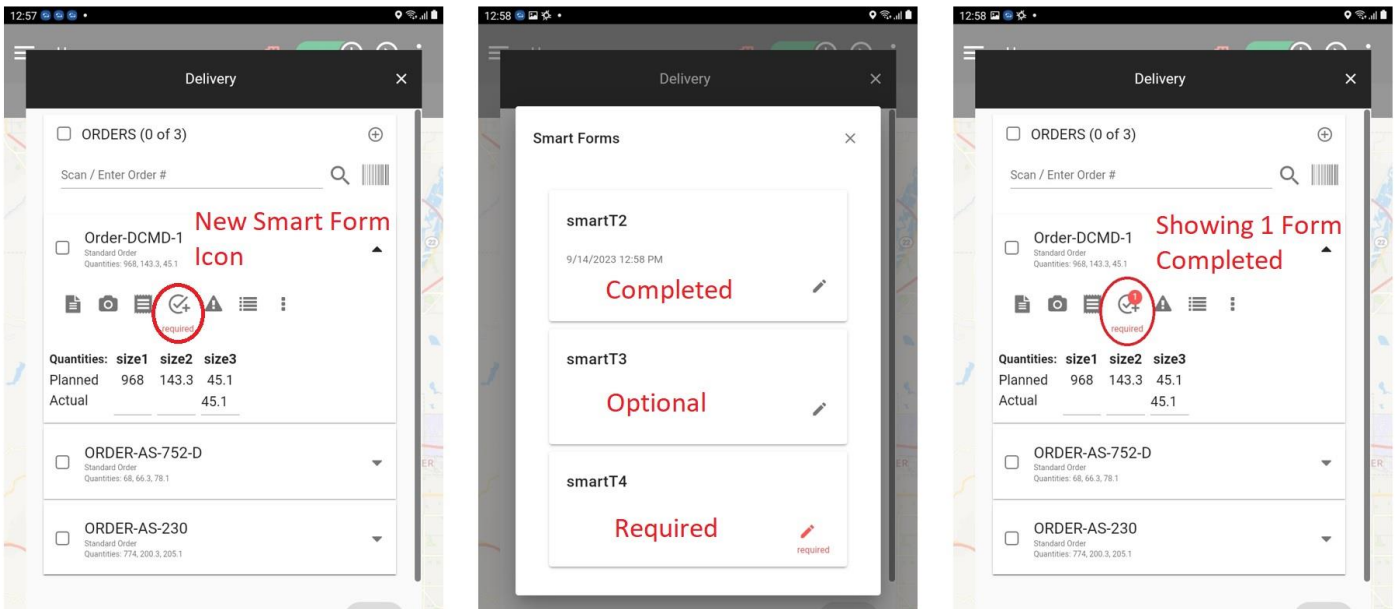 12:57
Delivery
ORDERS (0 of 3)
Scan / Enter Order #
New Smart Form
Icon
Order-DCMD-1
Standard Order
Quantities: 968, 143.3, 45.1
required
Quantities: size1 size2 size3
Planned 968 143.3 45.1
Actual 45.1
ORDER-AS-752-D
Standard Order
Quantities: 68, 66.3, 78.1
ORDER-AS-230
Standard Order
Quantities: 774, 200.3, 205.1
12:58
Delivery
Smart Forms
smartT2
9/14/2023 12:58 PM
Completed
smartT3
Optional
smartT4
Required
required
ER
12:58
Delivery
ORDERS (0 of 3)
Scan / Enter Order #
Showing 1 Form
Completed
Order-DCMD-1
Standard Order
Quantities: 968, 143.3, 45.1
1
required
Quantities: size1 size2 size3
Planned 968 143.3 45.1
Actual 45.1
22
ORDER-AS-752-D
Standard Order
Quantities: 68, 66.3, 78.1
ER
ORDER-AS-230
Standard Order
Quantities: 774, 200.3, 205.1